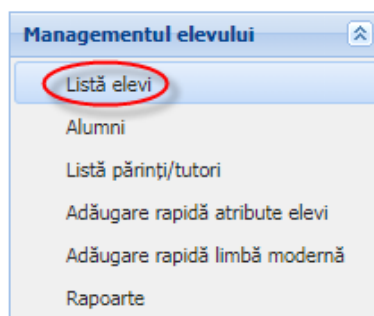 Managementul elevului
Listă elevi
Alumni
Listă părinți/tutori
Adăugare rapidă atribute elevi
Adăugare rapidă limbă modernă
Rapoarte